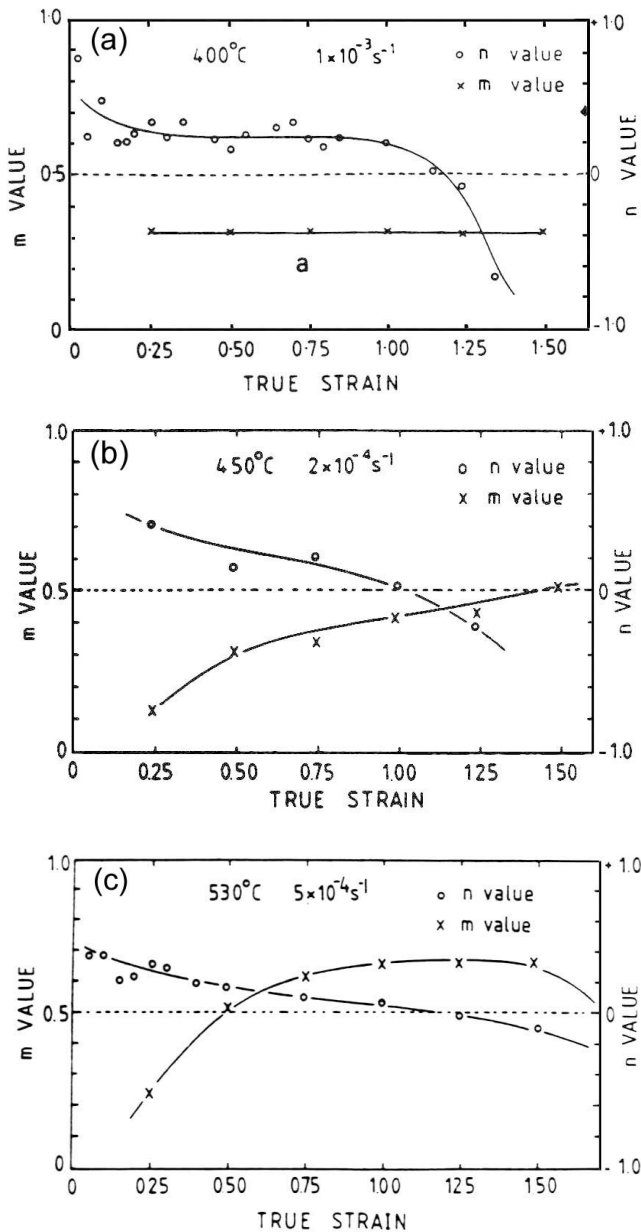 (a)
400°C 1×10⁻³s⁻¹
o n value
× m value
1.0
0.5
0
m VALUE
+1.0
0
-1.0
n VALUE
a
0 0·25 0·50 0·75 1·00 1·25 1·50
TRUE STRAIN
(b)
450°C 2×10⁻⁴s⁻¹
o n value
x m value
1.0
0.5
0
m VALUE
+1.0
0
-1.0
n VALUE
0.25 0.50 0.75 1.00 125 1.50
TRUE STRAIN
(c)
530°C 5×10⁻⁴s⁻¹
o n value
x m value
1.0
0.5
0
m VALUE
+1.0
0
-1.0
n VALUE
0 025 0.50 0.75 1.00 1.25 150
TRUE STRAIN